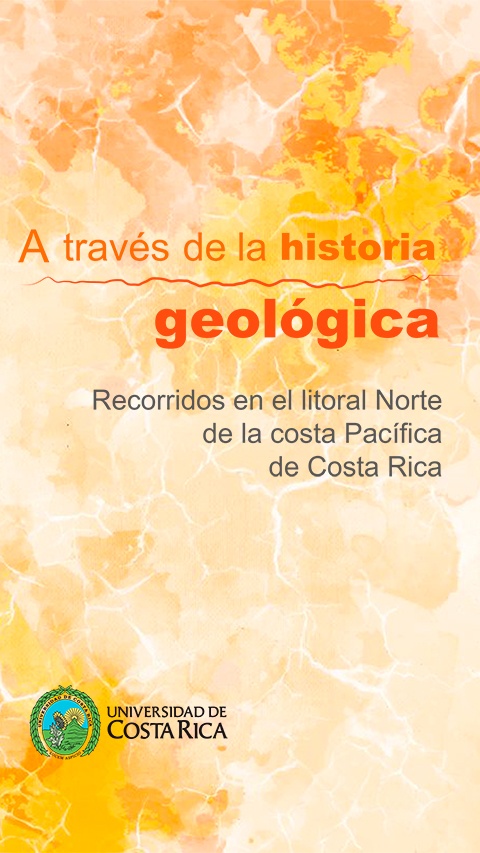 A través de la historia
geológica
Recorridos en el litoral Norte
de la costa Pacífica
de Costa Rica
UNIVERSIDAD DE
COSTA RICA